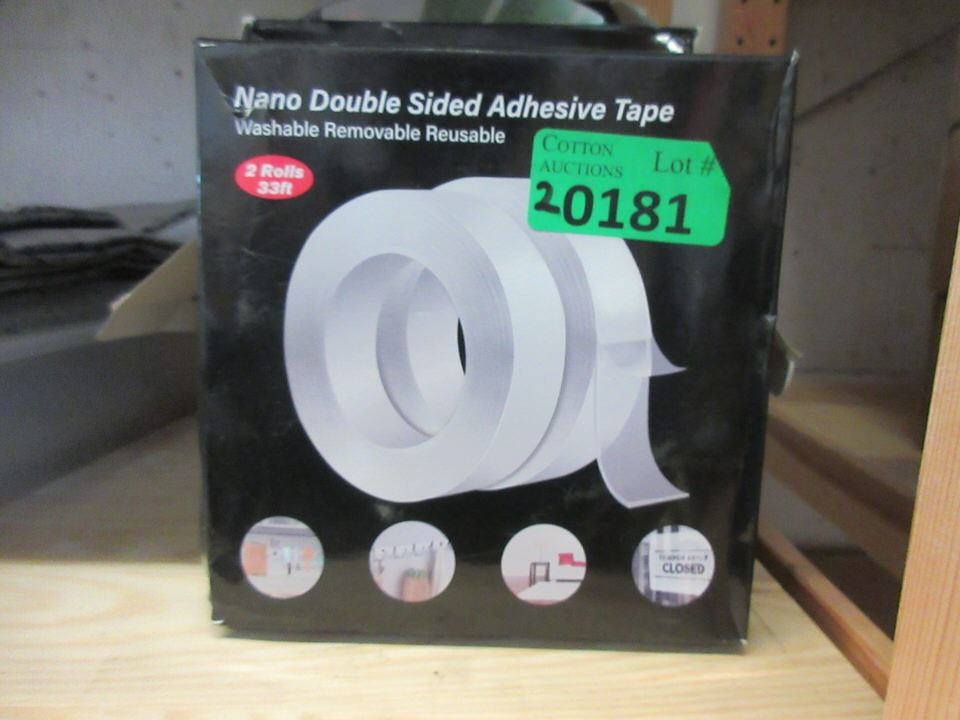 Nano Double Sided Adhesive Tape
Washable Removable Reusable
2 Rolls
33ft
COTTON
AUCTIONS
Lot #
20181
CLOSED